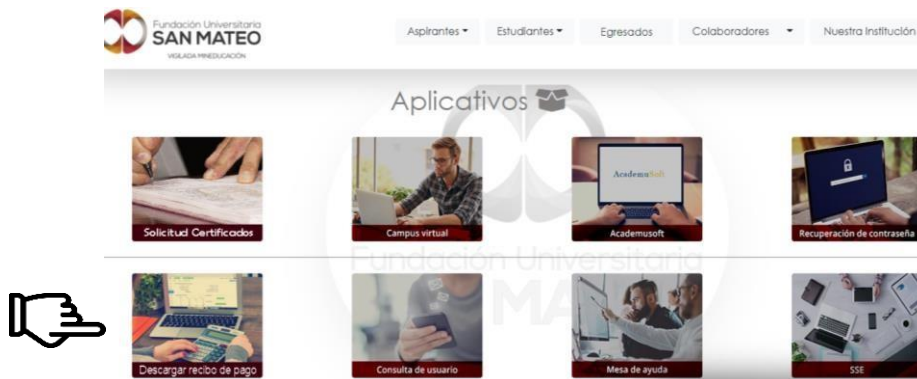 Fundación Universitaria
SAN MATEO
VIGILADA MINEDUCACIÓN
Aspirantes Estudiantes Egresados Colaboradores Nuestra Institución
Aplicativos
Solicitud Certificados Campus virtual AcademuSoft Academusoft Recuperación de contraseña
Fundación Universitaria
Descargar recibo de pago Consulta de usuario Mesa de ayuda SSE